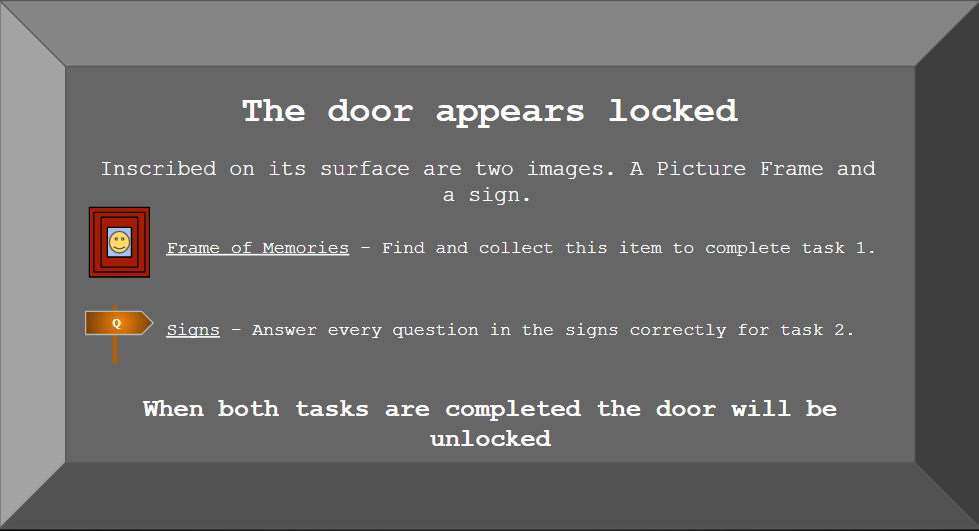 The door appears locked
Inscribed on its surface are two images. A Picture Frame and
a sign.
Frame of Memories - Find and collect this item to complete task 1.
Q
Signs - Answer every question in the signs correctly for task 2.
When both tasks are completed the door will be
unlocked